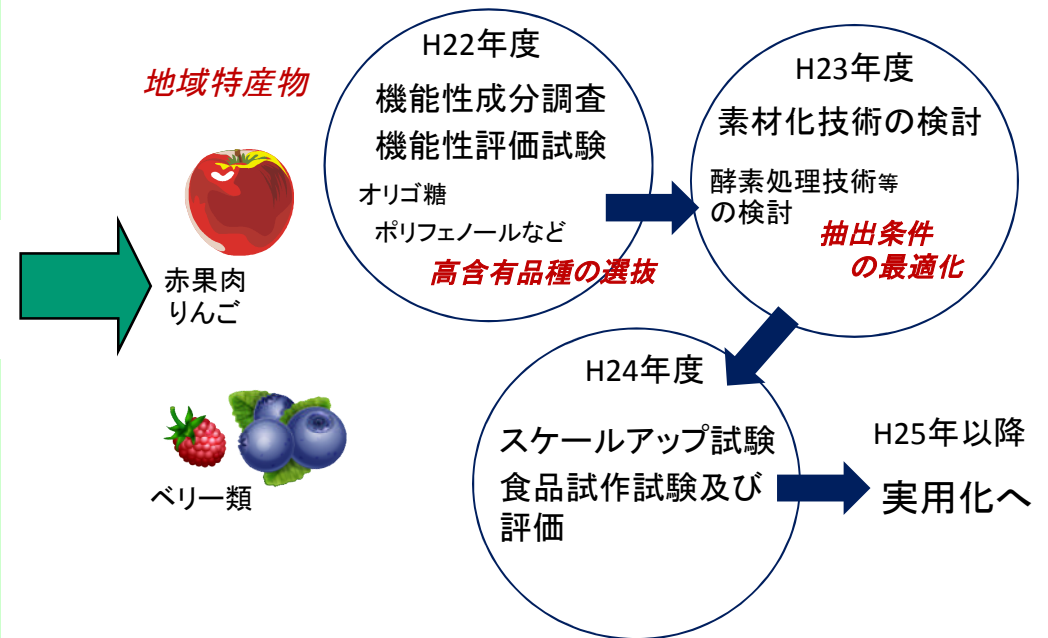 地域特産物
赤果肉
りんご
ベリー類
H22年度
機能性成分調査
機能性評価試験
オリゴ糖
ポリフェノールなど
高含有品種の選抜
H23年度
素材化技術の検討
酵素処理技術等
の検討
抽出条件
の最適化
H24年度
スケールアップ試験
食品試作試験及び
評価
H25年以降
実用化へ